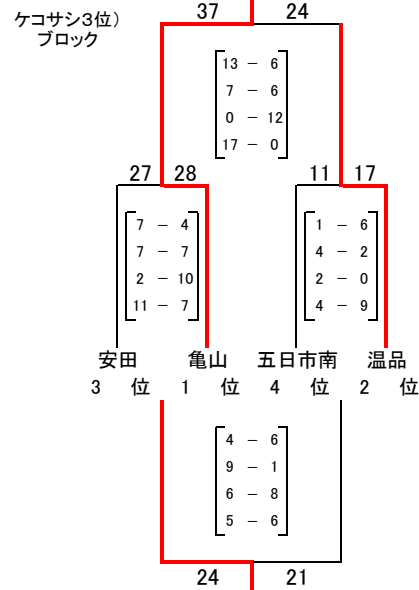 ケコサシ3位)
ブロック
37 24
13 － 6
7 － 6
0 － 12
17 － 0
27 28 11 17
7 － 4 1 － 6
7 － 7 4 － 2
2 － 10 2 － 0
11 － 7 4 － 9
安田 亀山 五日市南 温品
3 位 1 位 4 位 2 位
4 － 6
9 － 1
6 － 8
5 － 6
24 21